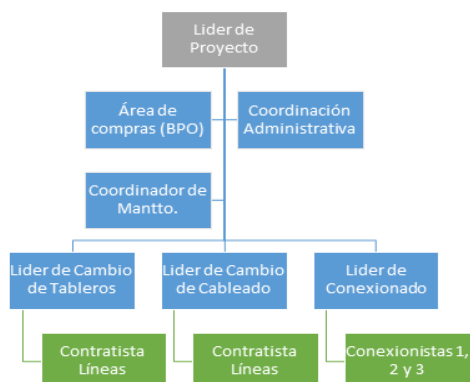 Lider de
Proyecto
Área de
compras (BPO)
Coordinación
Administrativa
Coordinador de
Mantto.
Lider de Cambio
de Tableros
Lider de Cambio
de Cableado
Lider de
Conexionado
Contratista
Líneas
Contratista
Líneas
Conexionistas 1,
2 y 3